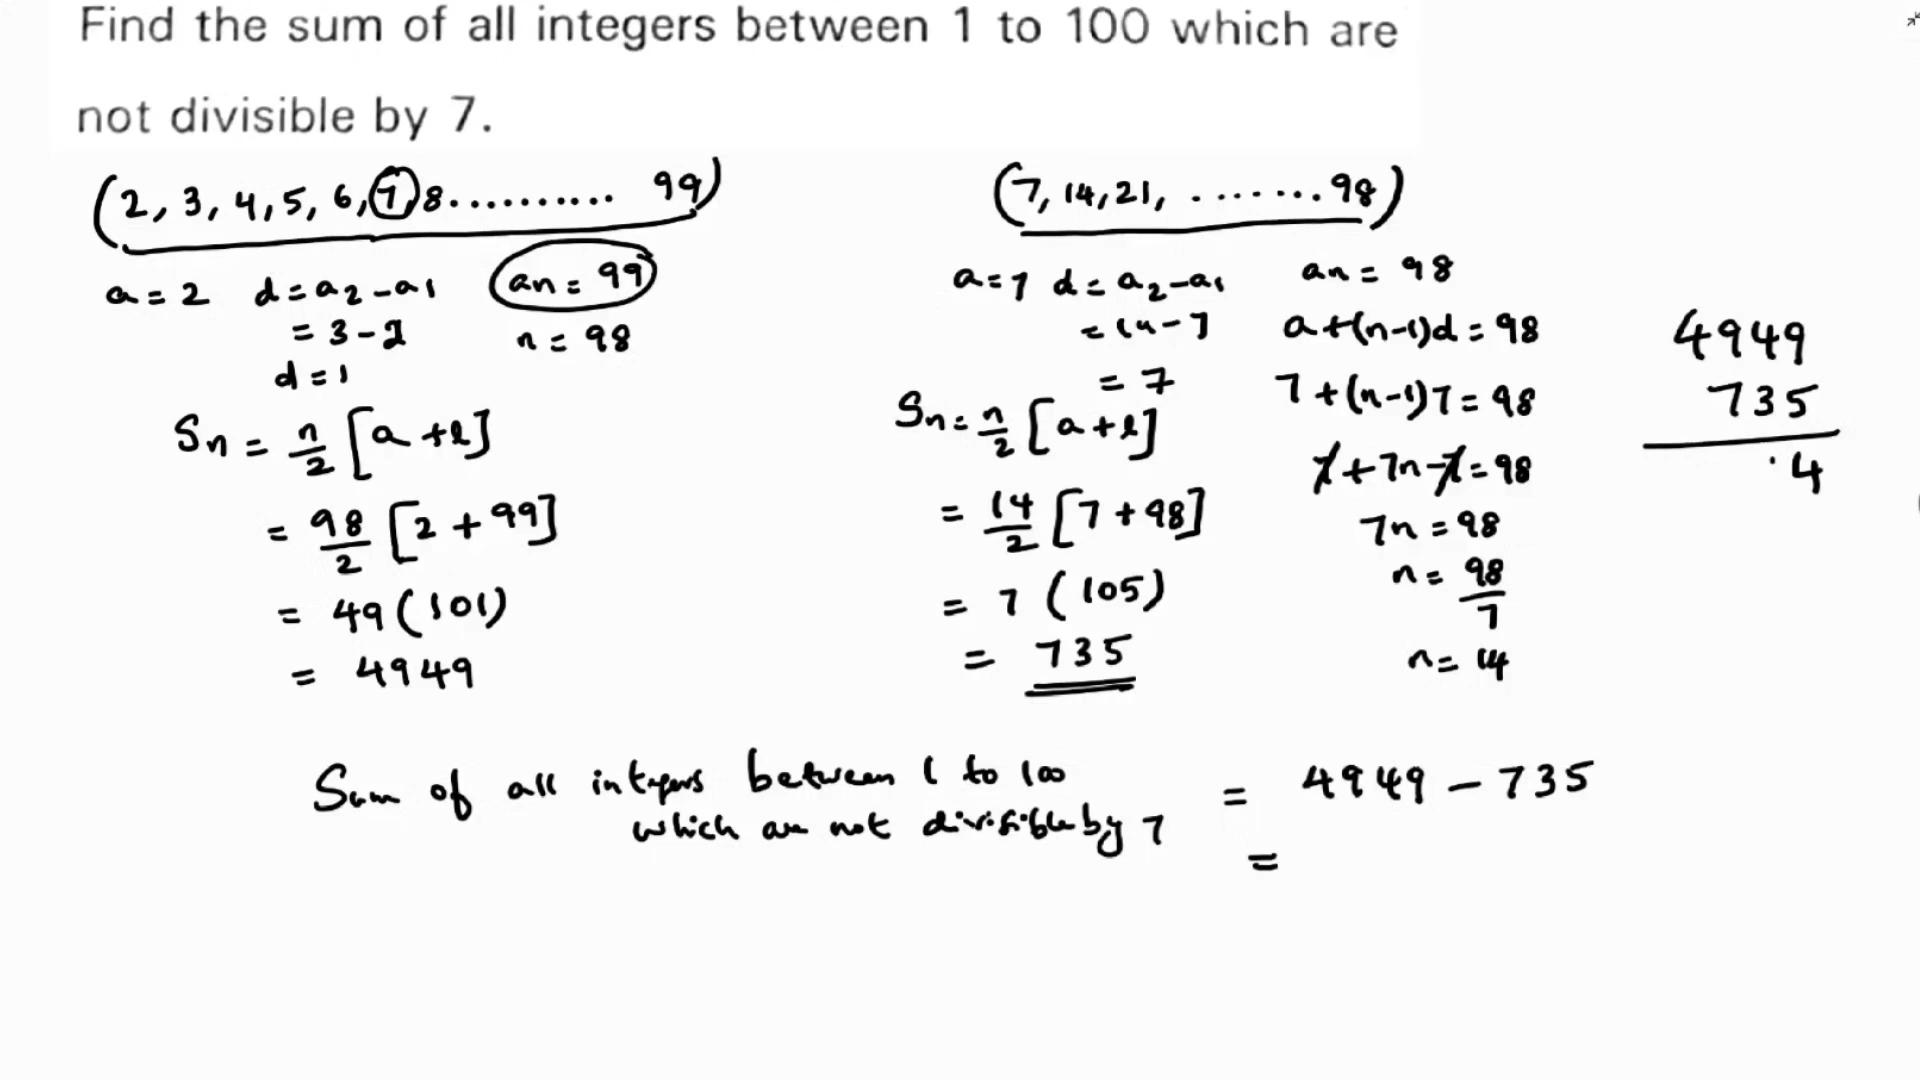 Find the sum of all integers between 1 to 100 which are
not divisible by 7.
(2, 3, 4, 5, 6, 7, 8.......... 99)
a = 2 d = a2 - a1 an = 99
= 3 - 2 n = 98
d = 1
Sn = n/2 [a + l]
= 98/2 [2 + 99]
= 49 (101)
= 4949
(7, 14, 21, ....... 98)
a = 7 d = a2 - a1
= 14 - 7
= 7
Sn = n/2 [a + l]
= 14/2 [7 + 98]
= 7 (105)
= 735
an = 98
a + (n-1)d = 98
7 + (n-1)7 = 98
7 + 7n - 7 = 98
7n = 98
n = 98/7
n = 14
4949
735
.4
Sum of all integers between 1 to 100
which are not divisible by 7 = 4949 - 735
=